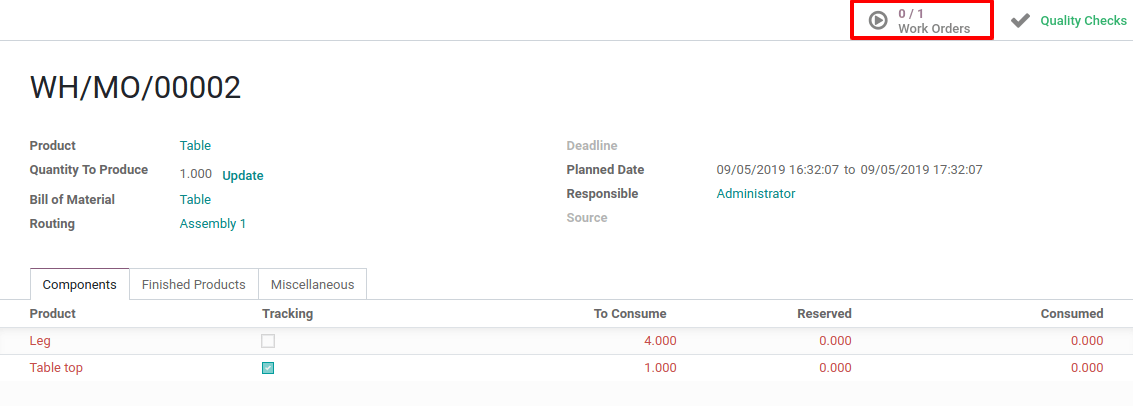 0 / 1
Work Orders
Quality Checks
WH/MO/00002
Product Table
Quantity To Produce 1.000 Update
Bill of Material Table
Routing Assembly 1
Deadline
Planned Date 09/05/2019 16:32:07 to 09/05/2019 17:32:07
Responsible Administrator
Source
Components Finished Products Miscellaneous
Product Tracking To Consume Reserved Consumed
Leg 4.000 0.000 0.000
Table top 1.000 0.000 0.000